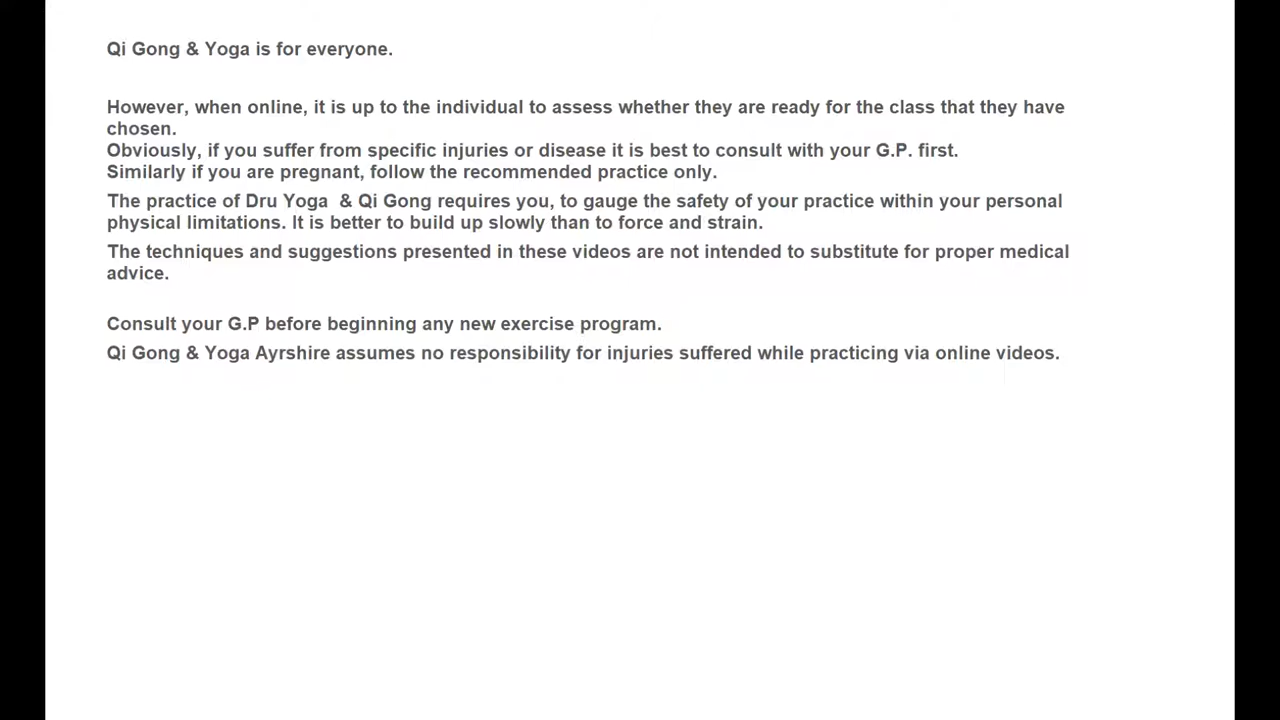 Qi Gong & Yoga is for everyone.
However, when online, it is up to the individual to assess whether they are ready for the class that they have
chosen.
Obviously, if you suffer from specific injuries or disease it is best to consult with your G.P. first.
Similarly if you are pregnant, follow the recommended practice only.
The practice of Dru Yoga  & Qi Gong requires you, to gauge the safety of your practice within your personal
physical limitations. It is better to build up slowly than to force and strain.
The techniques and suggestions presented in these videos are not intended to substitute for proper medical
advice.
Consult your G.P before beginning any new exercise program.
Qi Gong & Yoga Ayrshire assumes no responsibility for injuries suffered while practicing via online videos.